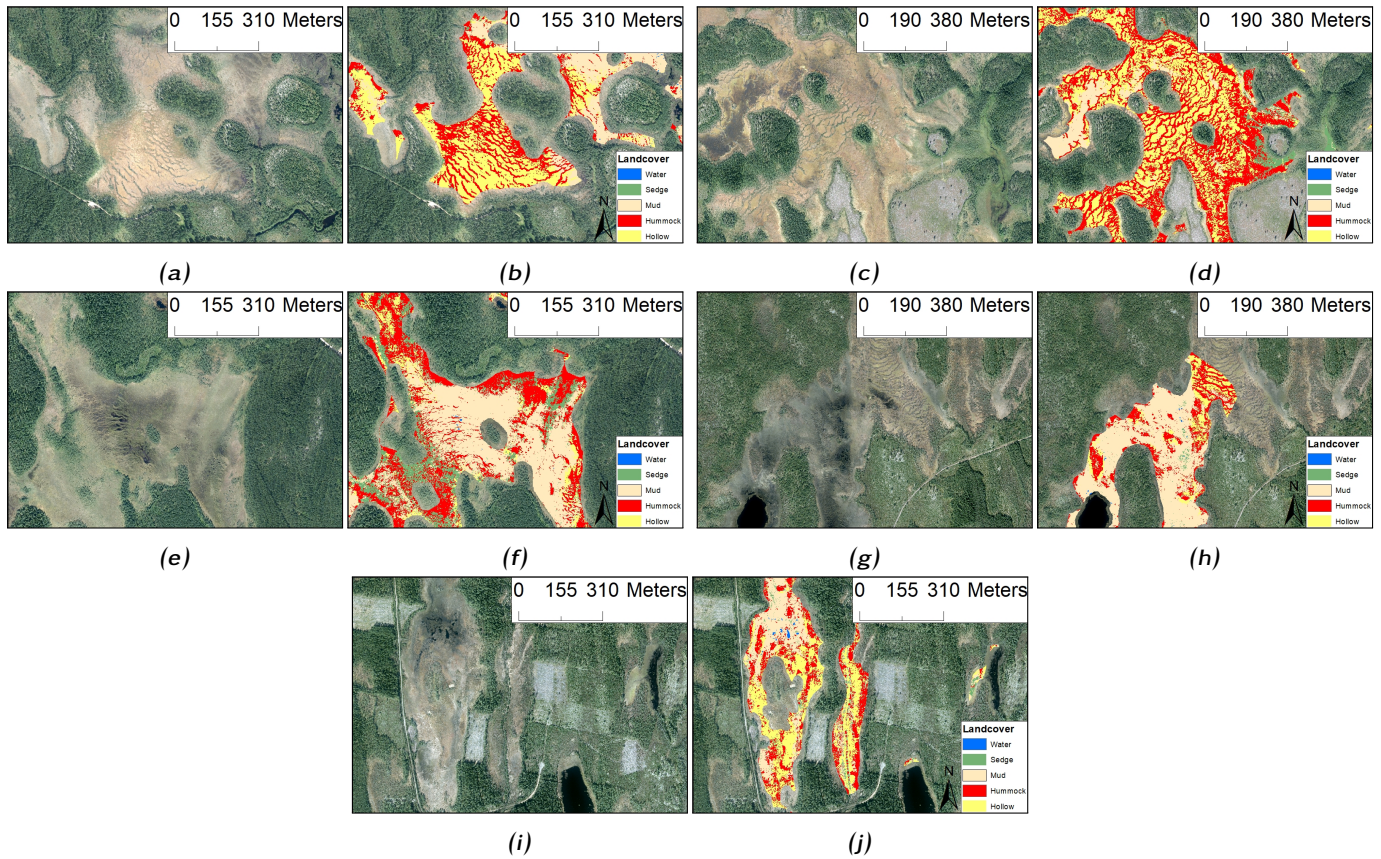 0 155 310 Meters
0 155 310 Meters
Landcover
Water
Sedge
Mud
Hummock
Hollow
N
0 190 380 Meters
0 190 380 Meters
Landcover
Water
Sedge
Mud
Hummock
Hollow
N
(a)
(b)
(c)
(d)
0 155 310 Meters
0 155 310 Meters
Landcover
Water
Sedge
Mud
Hummock
Hollow
N
0 190 380 Meters
0 190 380 Meters
Landcover
Water
Sedge
Mud
Hummock
Hollow
N
(e)
(f)
(g)
(h)
0 155 310 Meters
0 155 310 Meters
Landcover
Water
Sedge
Mud
Hummock
Hollow
N
(i)
(j)